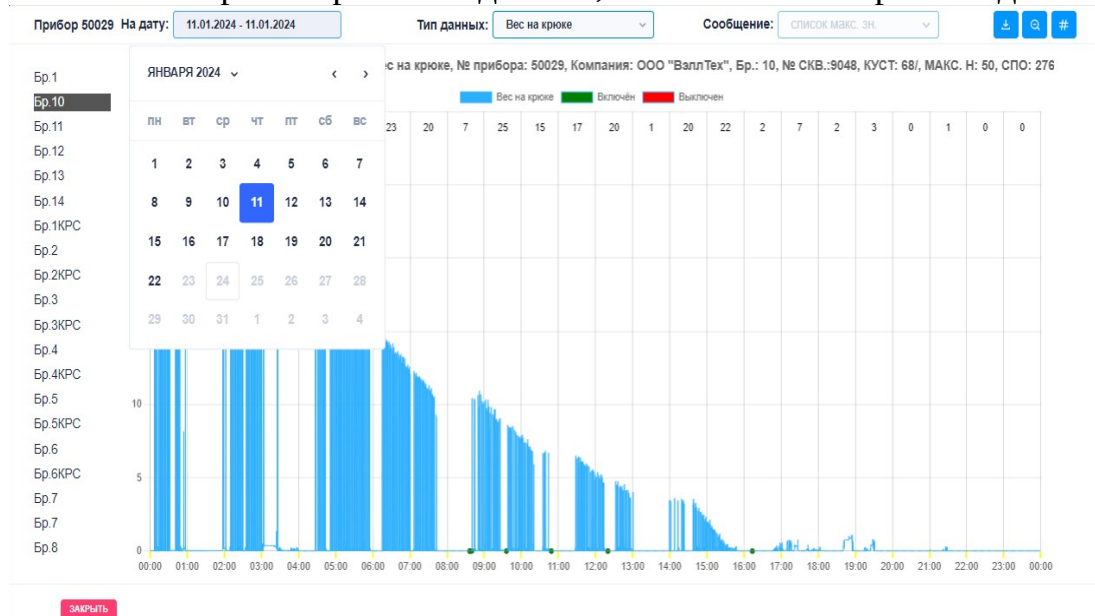 Прибор 50029 На дату: 11.01.2024 - 11.01.2024 Тип данных: Вес на крюке Сообщение: список макс. зн. #
Бр.1
Бр.10
Бр.11
Бр.12
Бр.13
Бр.14
Бр.1КРС
Бр.2
Бр.2КРС
Бр.3
Бр.3КРС
Бр.4
Бр.4КРС
Бр.5
Бр.5КРС
Бр.6
Бр.6КРС
Бр.7
Бр.7
Бр.8
ЯНВАРЯ 2024 ‹ ›
ПН ВТ СР ЧТ ПТ СБ ВС
1 2 3 4 5 6 7
8 9 10 11 12 13 14
15 16 17 18 19 20 21
22 23 24 25 26 27 28
29 30 31 1 2 3 4
с на крюке, № прибора: 50029, Компания: ООО "ВэллТех", Бр.: 10, № СКВ.:9048, КУСТ: 68/, МАКС. Н: 50, СПО: 276
Вес на крюке Включён Выключен
23 20 7 25 15 17 20 1 20 22 2 7 2 3 0 1 0 0
10
5
0
00:00 01:00 02:00 03:00 04:00 05:00 06:00 07:00 08:00 09:00 10:00 11:00 12:00 13:00 14:00 15:00 16:00 17:00 18:00 19:00 20:00 21:00 22:00 23:00 00:00
ЗАКРЫТЬ